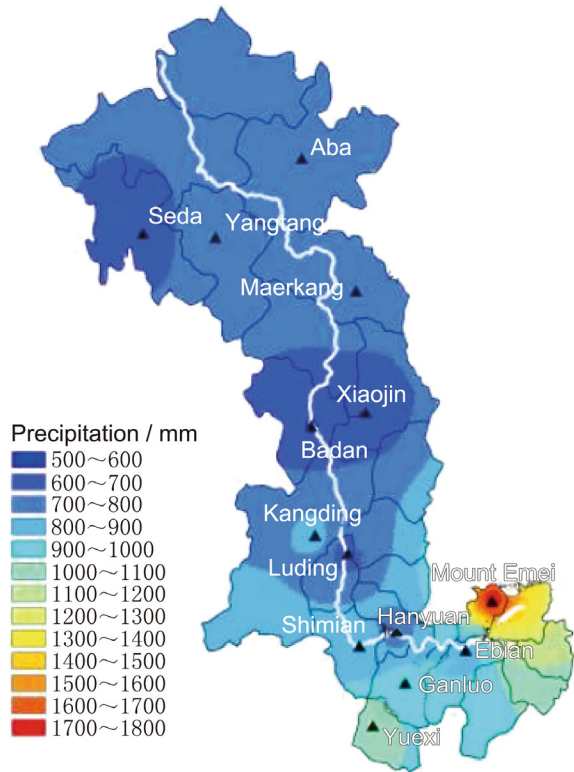 Aba
Seda
Yangtang
Maerkang
Xiaojin
Badan
Kangding
Luding
Mount Emei
Shimian
Hanyuan
Ebian
Ganluo
Yuexi
Precipitation / mm
500～600
600～700
700～800
800～900
900～1000
1000～1100
1100～1200
1200～1300
1300～1400
1400～1500
1500～1600
1600～1700
1700～1800